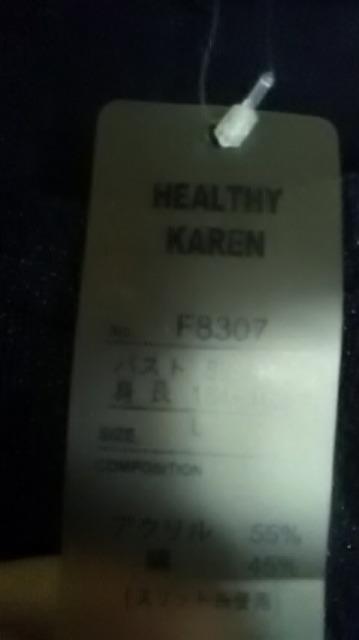 HEALTHY
KAREN
No. F8307
バスト
身長
SIZE L
COMPOSITION
アクリル 55%
綿 45%